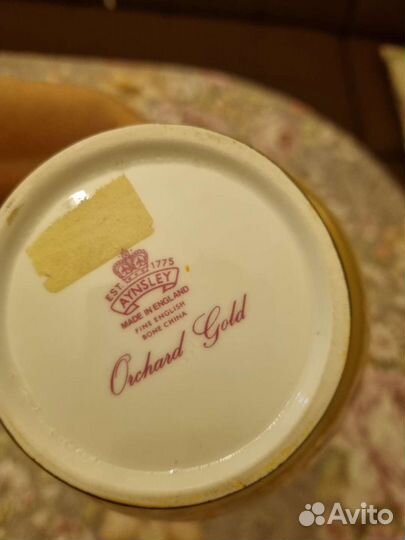 EST 1775
AYNSLEY
MADE IN ENGLAND
FINE ENGLISH
BONE CHINA
Orchard Gold
Avito